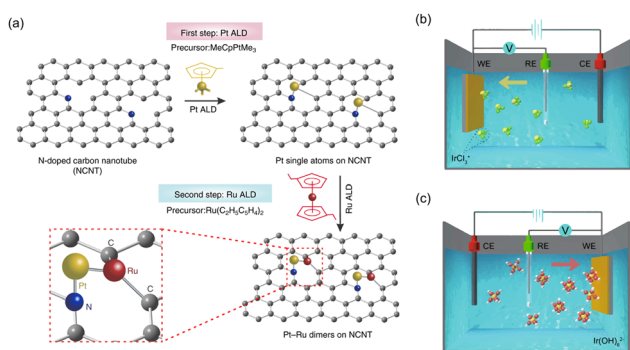 (a)
First step: Pt ALD
Precursor:MeCpPtMe₃
Pt ALD
N-doped carbon nanotube
(NCNT)
Pt single atoms on NCNT
Second step: Ru ALD
Precursor:Ru(C₂H₅C₅H₄)₂
Ru ALD
C
Ru
Pt
N
C
Pt–Ru dimers on NCNT
(b)
V
WE
RE
CE
IrCl₃⁺
(c)
V
CE
RE
WE
Ir(OH)₆²⁻